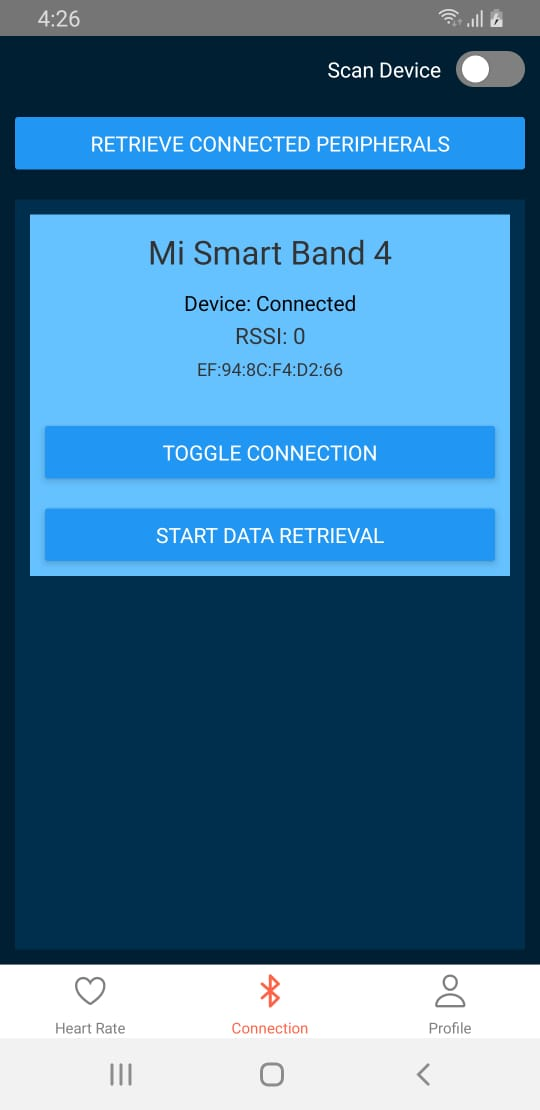 4:26
Scan Device
RETRIEVE CONNECTED PERIPHERALS
Mi Smart Band 4
Device: Connected
RSSI: 0
EF:94:8C:F4:D2:66
TOGGLE CONNECTION
START DATA RETRIEVAL
Heart Rate Connection Profile